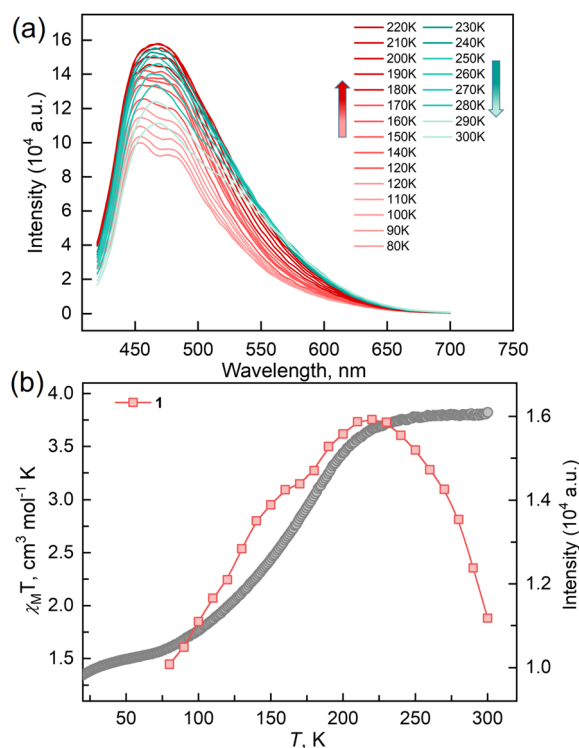 (a)
16
14
12
10
8
6
4
2
0
Intensity (10⁴ a.u.)
220K 230K
210K 240K
200K 250K
190K 260K
180K 270K
170K 280K
160K 290K
150K 300K
140K
120K
120K
110K
100K
90K
80K
450 500 550 600 650 700 750
Wavelength, nm
(b)
1
4.0
3.5
3.0
2.5
2.0
1.5
χMT, cm³ mol⁻¹ K
1.6
1.4
1.2
1.0
Intensity (10⁴ a.u.)
50 100 150 200 250 300
T, K